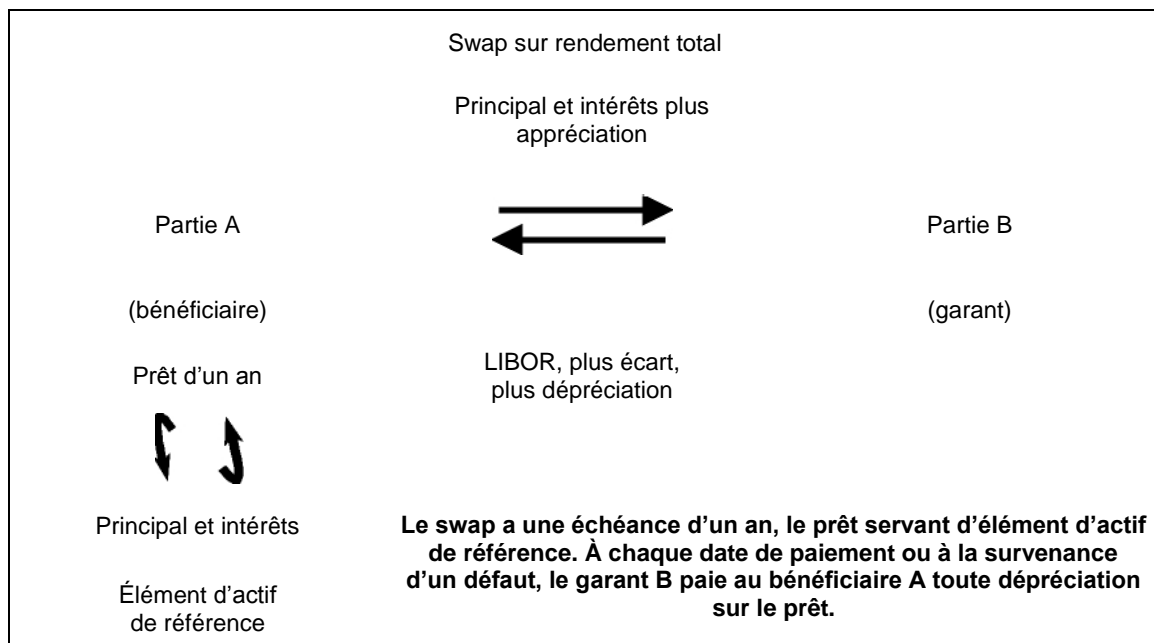 Swap sur rendement total
Principal et intérêts plus
appréciation
Partie A
Partie B
(bénéficiaire)
(garant)
Prêt d’un an
LIBOR, plus écart,
plus dépréciation
Principal et intérêts
Élément d’actif
de référence
Le swap a une échéance d’un an, le prêt servant d’élément d’actif
de référence. À chaque date de paiement ou à la survenance
d’un défaut, le garant B paie au bénéficiaire A toute dépréciation
sur le prêt.